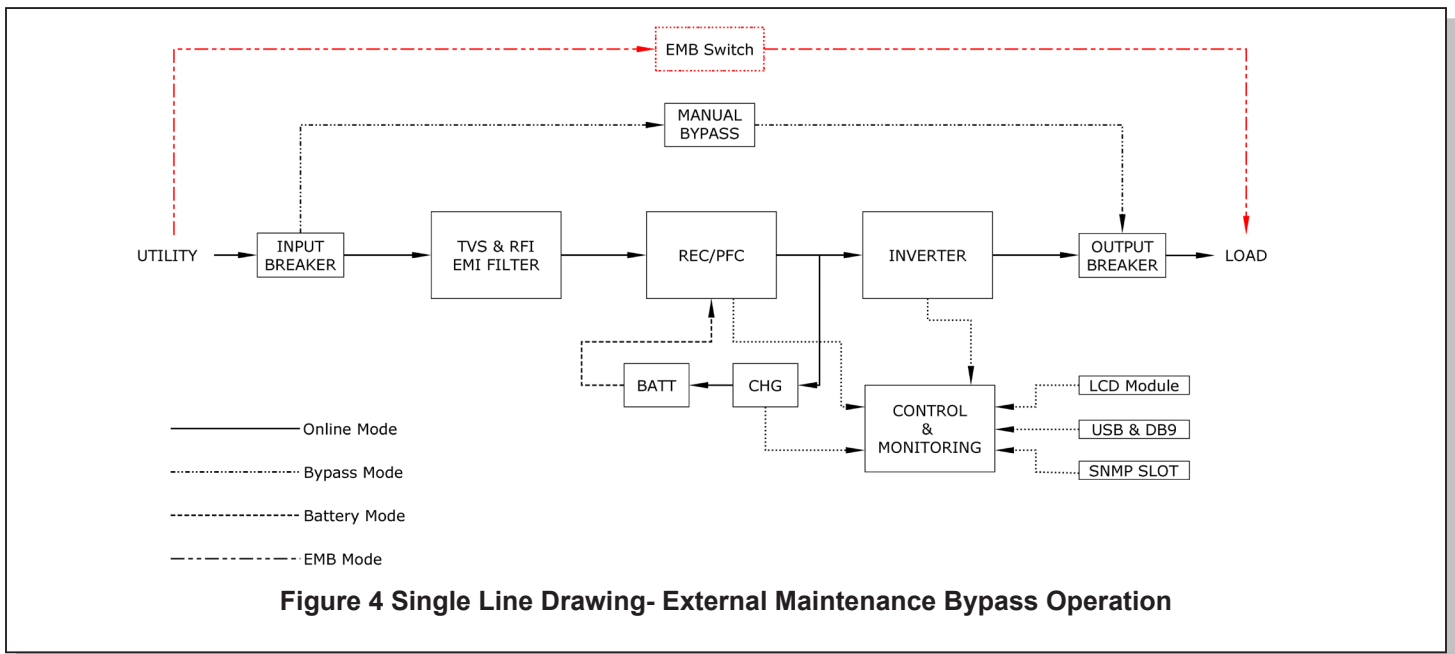 EMB Switch
MANUAL
BYPASS
UTILITY
INPUT
BREAKER
TVS & RFI
EMI FILTER
REC/PFC
INVERTER
OUTPUT
BREAKER
LOAD
BATT
CHG
CONTROL
&
MONITORING
LCD Module
USB & DB9
SNMP SLOT
Online Mode
Bypass Mode
Battery Mode
EMB Mode
Figure 4 Single Line Drawing- External Maintenance Bypass Operation